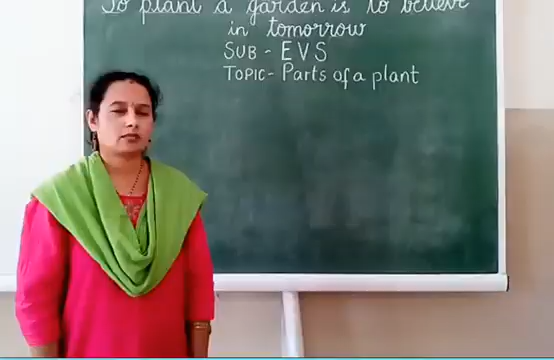 To plant a garden is to believe
in tomorrow
SUB - EVS
TOPIC - Parts of a plant